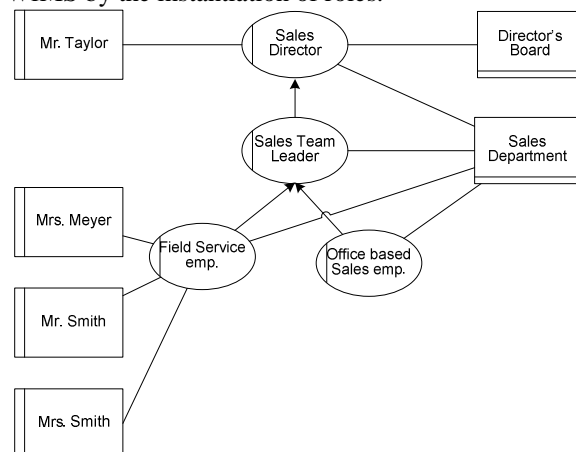 WIMS by the instantiation of roles.
Mr. Taylor
Sales
Director
Director's
Board
Sales Team
Leader
Sales
Department
Mrs. Meyer
Field Service
emp.
Office based
Sales emp.
Mr. Smith
Mrs. Smith